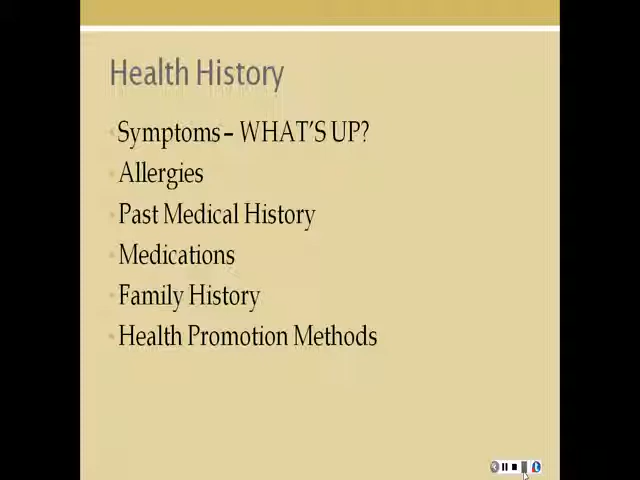 Health History
Symptoms – WHAT'S UP?
Allergies
Past Medical History
Medications
Family History
Health Promotion Methods